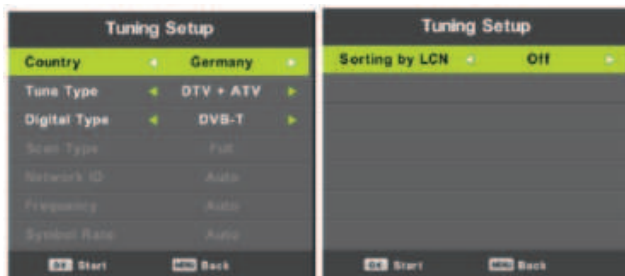 Tuning Setup
Country Germany
Tune Type DTV + ATV
Digital Type DVB-T
Scan Type Full
Network ID Auto
Frequency Auto
Symbol Rate Auto
OK Start MENU Back
Tuning Setup
Sorting by LCN Off
OK Start MENU Back